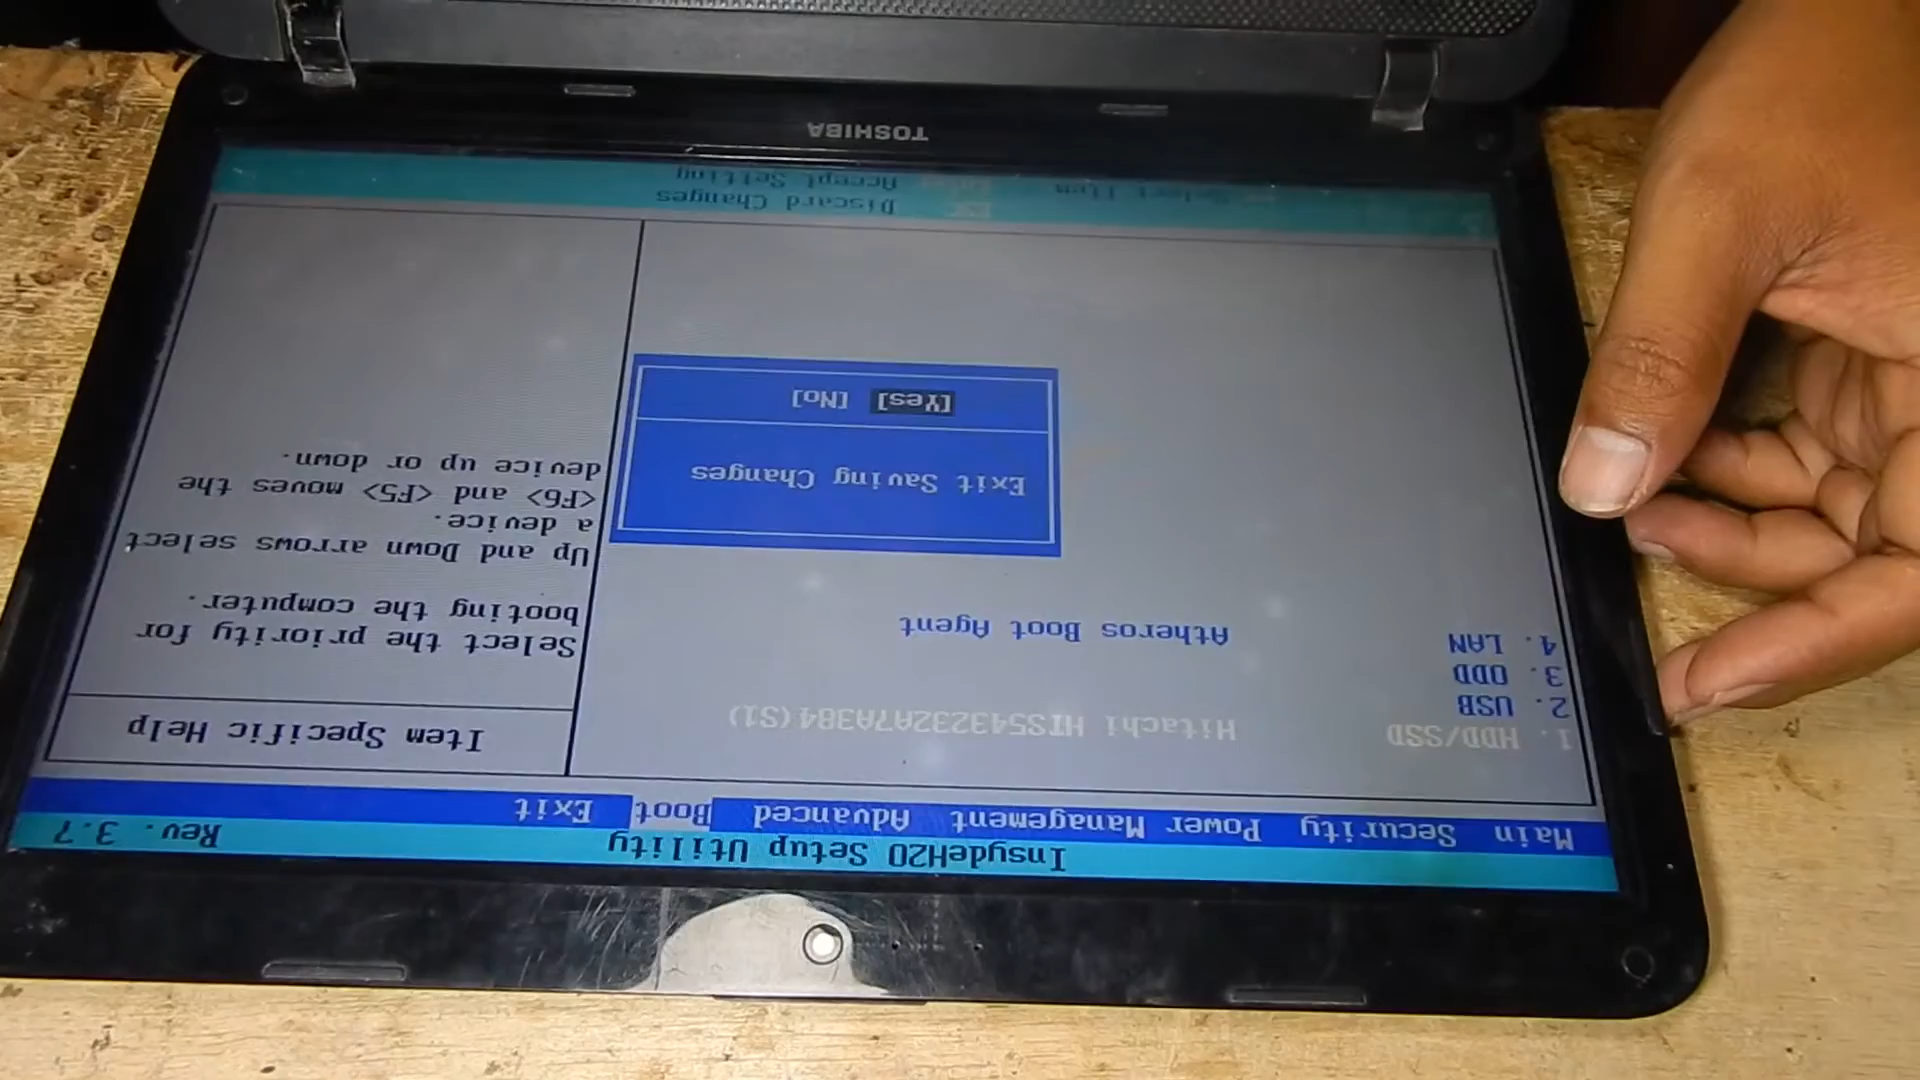 InsydeH2O Setup Utility Rev. 3.7
Main Security Power Management Advanced Boot Exit
1. HDD/SSD Hitachi HTS543232A7A384(S1)
2. USB
3. ODD
4. LAN Atheros Boot Agent
Item Specific Help
Select the priority for
booting the computer.
Up and Down arrows select
a device.
<F6> and <F5> moves the
device up or down.
Exit Saving Changes
[Yes] [No]
Discard Changes
Select Item Accept Setting
TOSHIBA